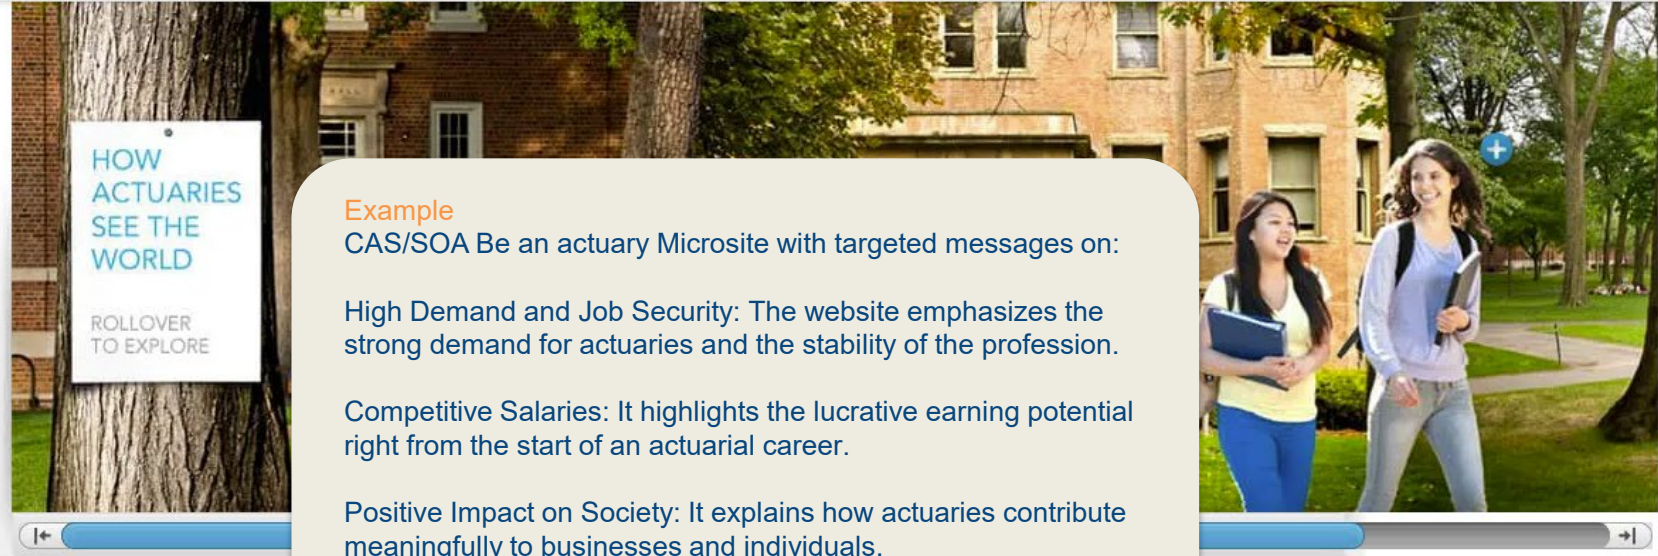 HOW
ACTUARIES
SEE THE
WORLD
ROLLOVER
TO EXPLORE
Example
CAS/SOA Be an actuary Microsite with targeted messages on:
High Demand and Job Security: The website emphasizes the
strong demand for actuaries and the stability of the profession.
Competitive Salaries: It highlights the lucrative earning potential
right from the start of an actuarial career.
Positive Impact on Society: It explains how actuaries contribute
meaningfully to businesses and individuals.